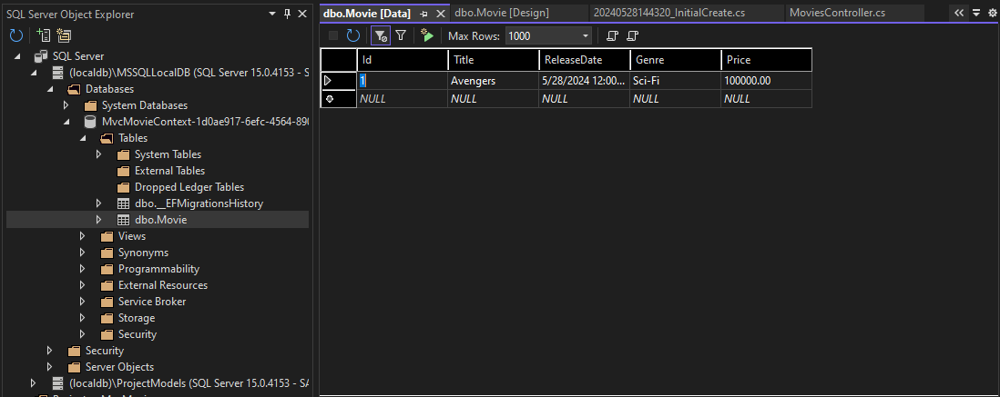 SQL Server Object Explorer
SQL Server
(localdb)\MSSQLLocalDB (SQL Server 15.0.4153 - SA
Databases
System Databases
MvcMovieContext-1d0ae917-6efc-4564-890
Tables
System Tables
External Tables
Dropped Ledger Tables
dbo.__EFMigrationsHistory
dbo.Movie
Views
Synonyms
Programmability
External Resources
Service Broker
Storage
Security
Security
Server Objects
(localdb)\ProjectModels (SQL Server 15.0.4153 - SA
dbo.Movie [Data] dbo.Movie [Design] 20240528144320_InitialCreate.cs MoviesController.cs
Max Rows: 1000
Id Title ReleaseDate Genre Price
1 Avengers 5/28/2024 12:00... Sci-Fi 100000.00
NULL NULL NULL NULL NULL